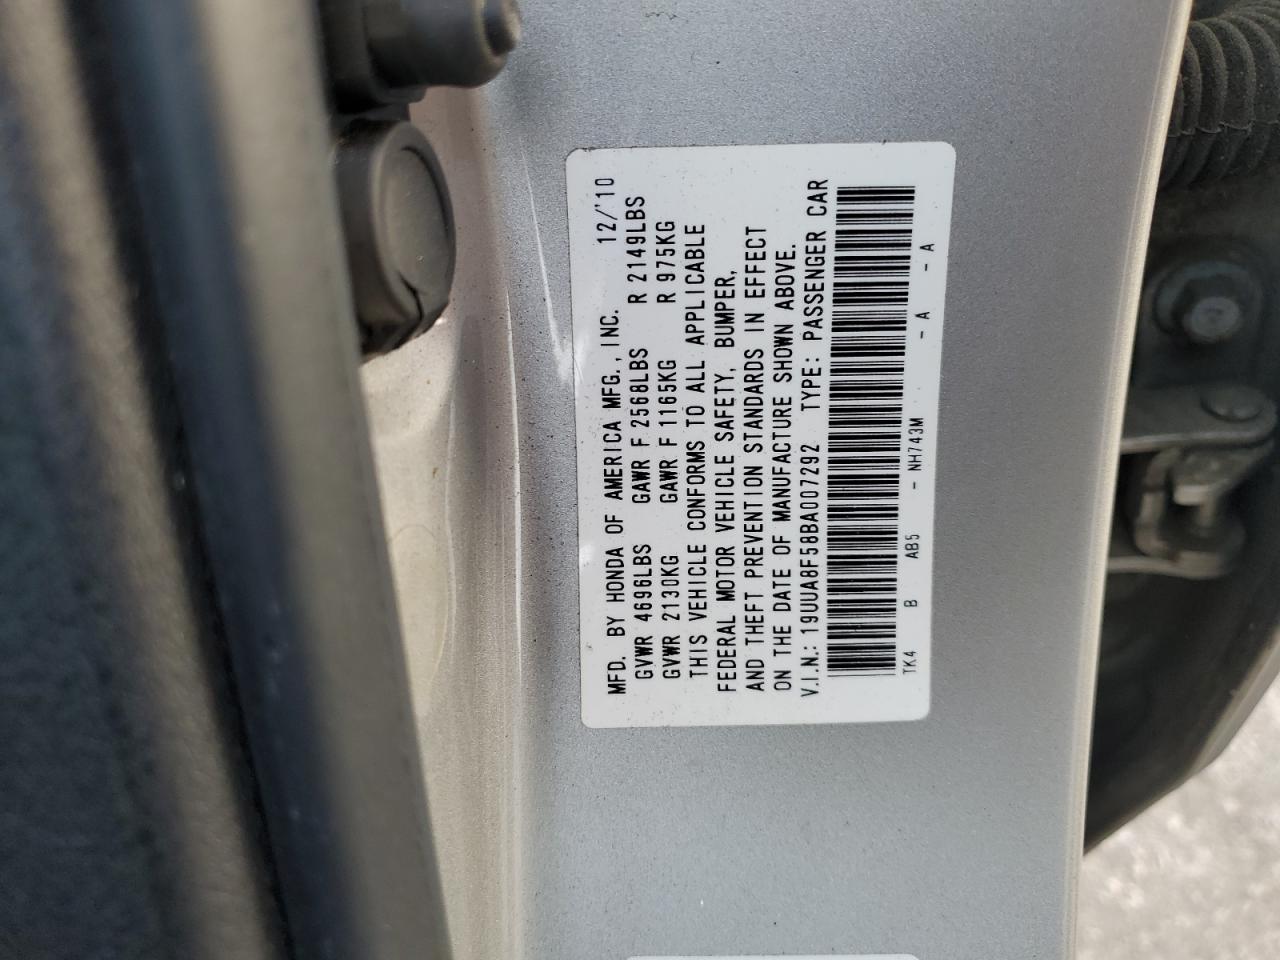 MFD. BY HONDA OF AMERICA MFG., INC. 12/'10
GVWR 4696LBS GAWR F 2568LBS R 2149LBS
GVWR 2130KG GAWR F 1165KG R 975KG
THIS VEHICLE CONFORMS TO ALL APPLICABLE
FEDERAL MOTOR VEHICLE SAFETY, BUMPER,
AND THEFT PREVENTION STANDARDS IN EFFECT
ON THE DATE OF MANUFACTURE SHOWN ABOVE.
V.I.N.: 19UUA8F58BA007292 TYPE: PASSENGER CAR
TK4 B AB5 - NH743M - A - A